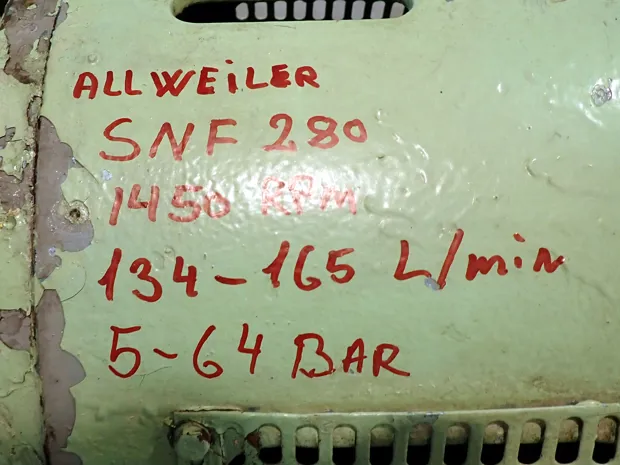 ALLWEiLER
SNF 280
1450 RPM
134-165 L/min
5-64 BAR